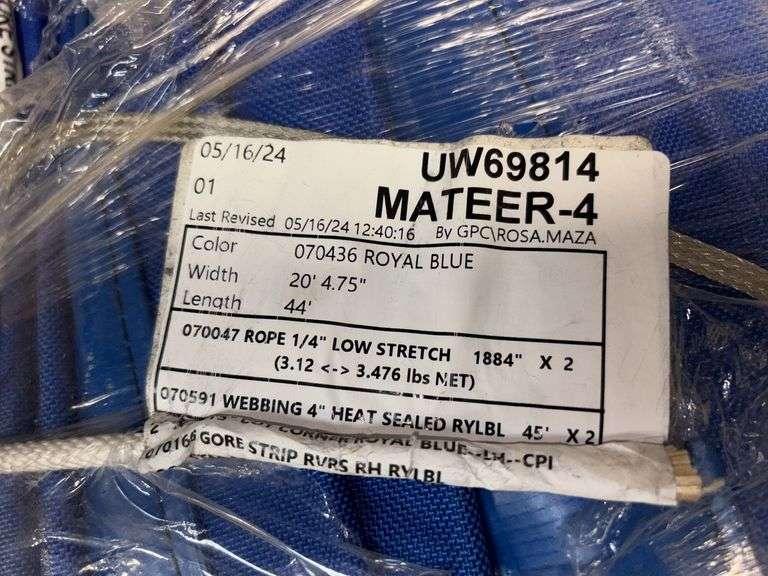 05/16/24
UW69814
01
MATEER-4
Last Revised 05/16/24 12:40:16 By GPC\ROSA.MAZA
Color 070436 ROYAL BLUE
Width 20' 4.75"
Length 44'
070047 ROPE 1/4" LOW STRETCH 1884" X 2
(3.12 <-> 3.476 lbs NET)
070591 WEBBING 4" HEAT SEALED RYLBL 45' X 2
CORNER ROYAL BLUE--LH--CPI
GORE STRIP RVRS RH RYLBL